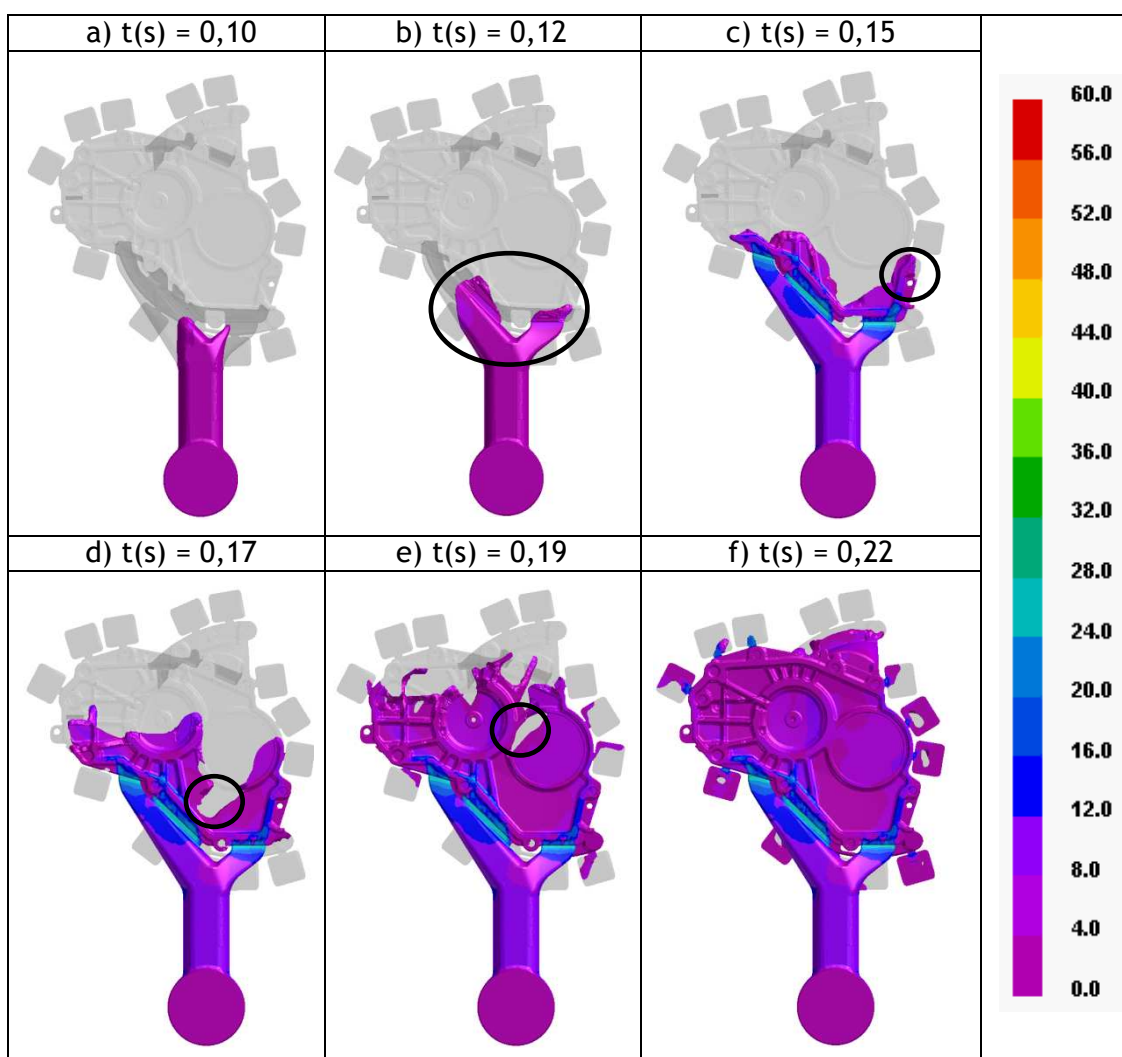 a) t(s) = 0,10
b) t(s) = 0,12
c) t(s) = 0,15
d) t(s) = 0,17
e) t(s) = 0,19
f) t(s) = 0,22
60.0
56.0
52.0
48.0
44.0
40.0
36.0
32.0
28.0
24.0
20.0
16.0
12.0
8.0
4.0
0.0